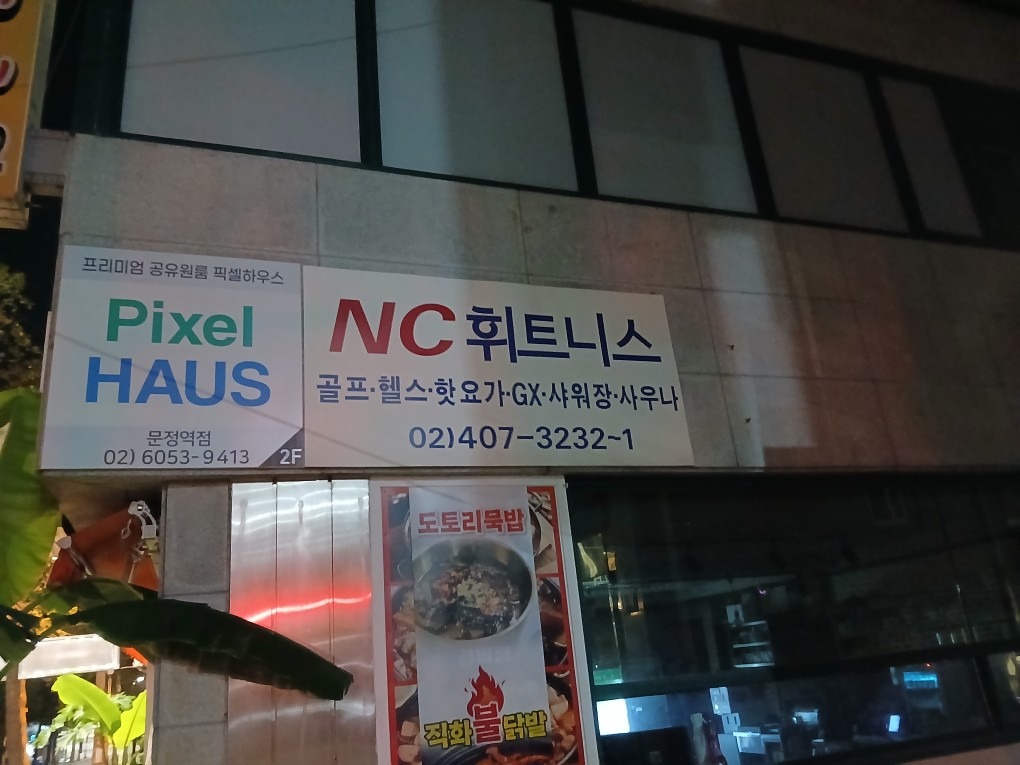 프리미엄 공유원룸 픽셀하우스
Pixel
HAUS
문정역점
02) 6053-9413
2F
NC 휘트니스
골프·헬스·핫요가·GX·샤워장·사우나
02)407-3232~1
도토리묵밥
직화불닭발